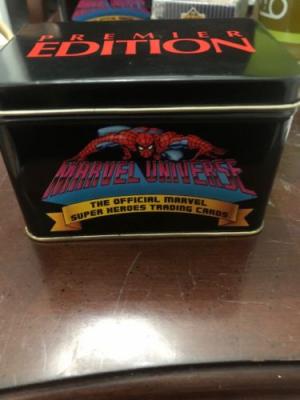 PREMIER
EDITION
MARVEL UNIVERSE
THE OFFICIAL MARVEL
SUPER HEROES TRADING CARDS